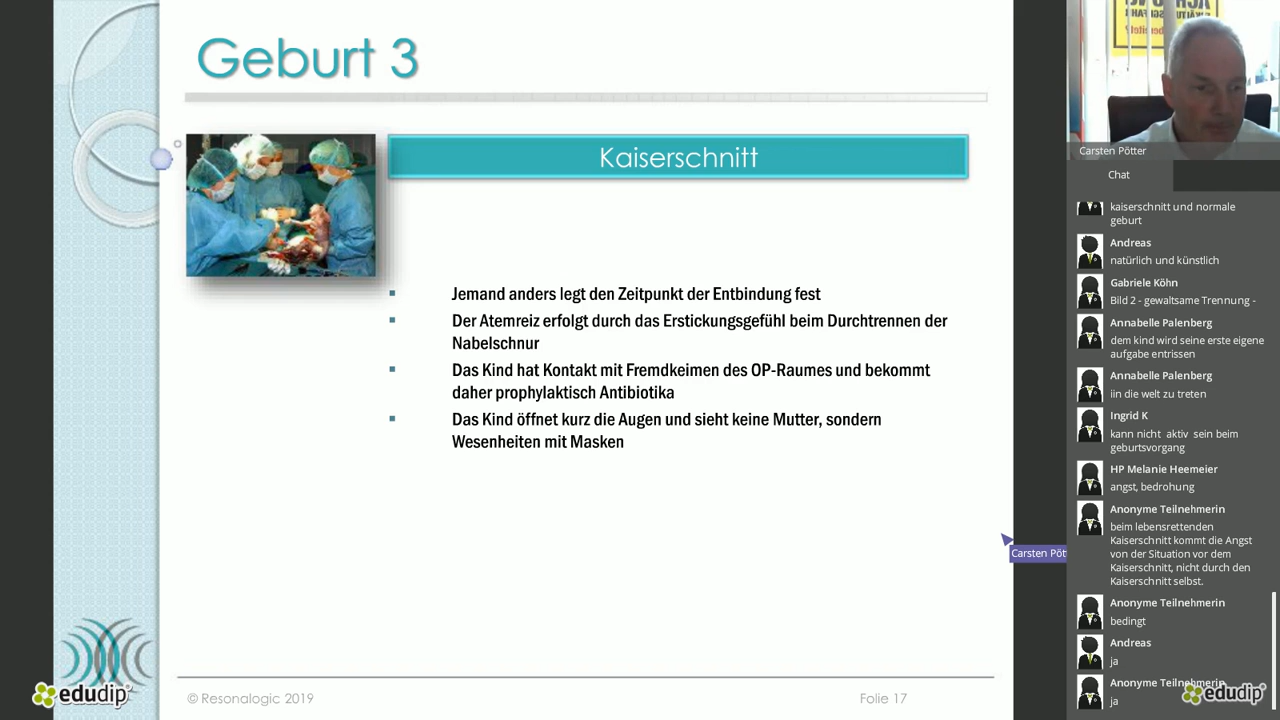 Geburt 3
Kaiserschnitt
Jemand anders legt den Zeitpunkt der Entbindung fest
Der Atemreiz erfolgt durch das Erstickungsgefühl beim Durchtrennen der
Nabelschnur
Das Kind hat Kontakt mit Fremdkeimen des OP-Raumes und bekommt
daher prophylaktisch Antibiotika
Das Kind öffnet kurz die Augen und sieht keine Mutter, sondern
Wesenheiten mit Masken
© Resonalogic 2019
Folie 17
edudip
Carsten Pött
Carsten Pötter
Chat
kaiserschnitt und normale
geburt
Andreas
natürlich und künstlich
Gabriele Köhn
Bild 2 - gewaltsame Trennung -
Annabelle Palenberg
dem kind wird seine erste eigene
aufgabe entrissen
Annabelle Palenberg
iin die welt zu treten
Ingrid K
kann nicht aktiv sein beim
geburtsvorgang
HP Melanie Heemeier
angst, bedrohung
Anonyme Teilnehmerin
beim lebensrettenden
Kaiserschnitt kommt die Angst
von der Situation vor dem
Kaiserschnitt, nicht durch den
Kaiserschnitt selbst.
Anonyme Teilnehmerin
bedingt
Andreas
ja
Anonyme Teilnehmerin
ja
edudip